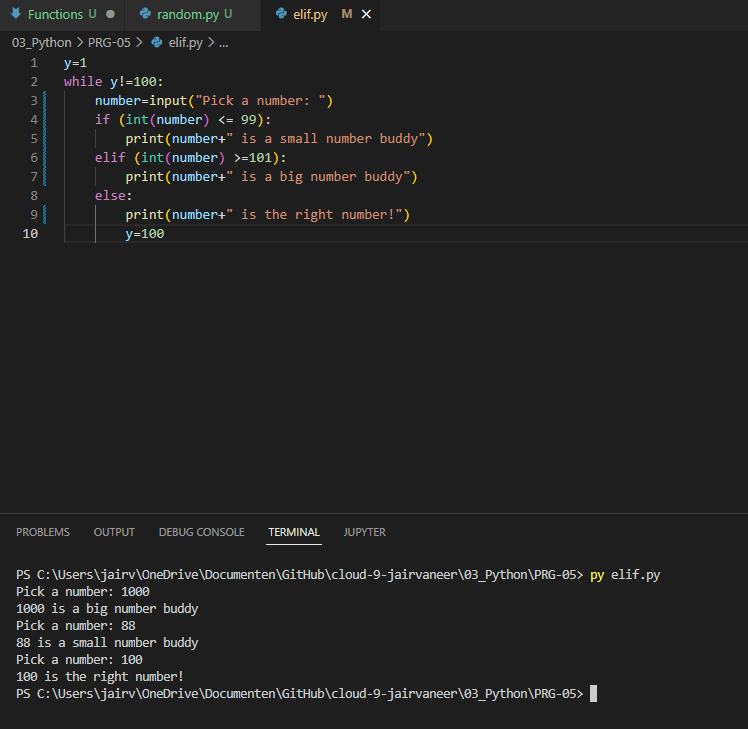 Functions U random.py U elif.py M
03_Python > PRG-05 > elif.py > ...
1 y=1
2 while y!=100:
3 number=input("Pick a number: ")
4 if (int(number) <= 99):
5 print(number+" is a small number buddy")
6 elif (int(number) >=101):
7 print(number+" is a big number buddy")
8 else:
9 print(number+" is the right number!")
10 y=100
PROBLEMS OUTPUT DEBUG CONSOLE TERMINAL JUPYTER
PS C:\Users\jairv\OneDrive\Documenten\GitHub\cloud-9-jairvaneer\03_Python\PRG-05> py elif.py
Pick a number: 1000
1000 is a big number buddy
Pick a number: 88
88 is a small number buddy
Pick a number: 100
100 is the right number!
PS C:\Users\jairv\OneDrive\Documenten\GitHub\cloud-9-jairvaneer\03_Python\PRG-05>